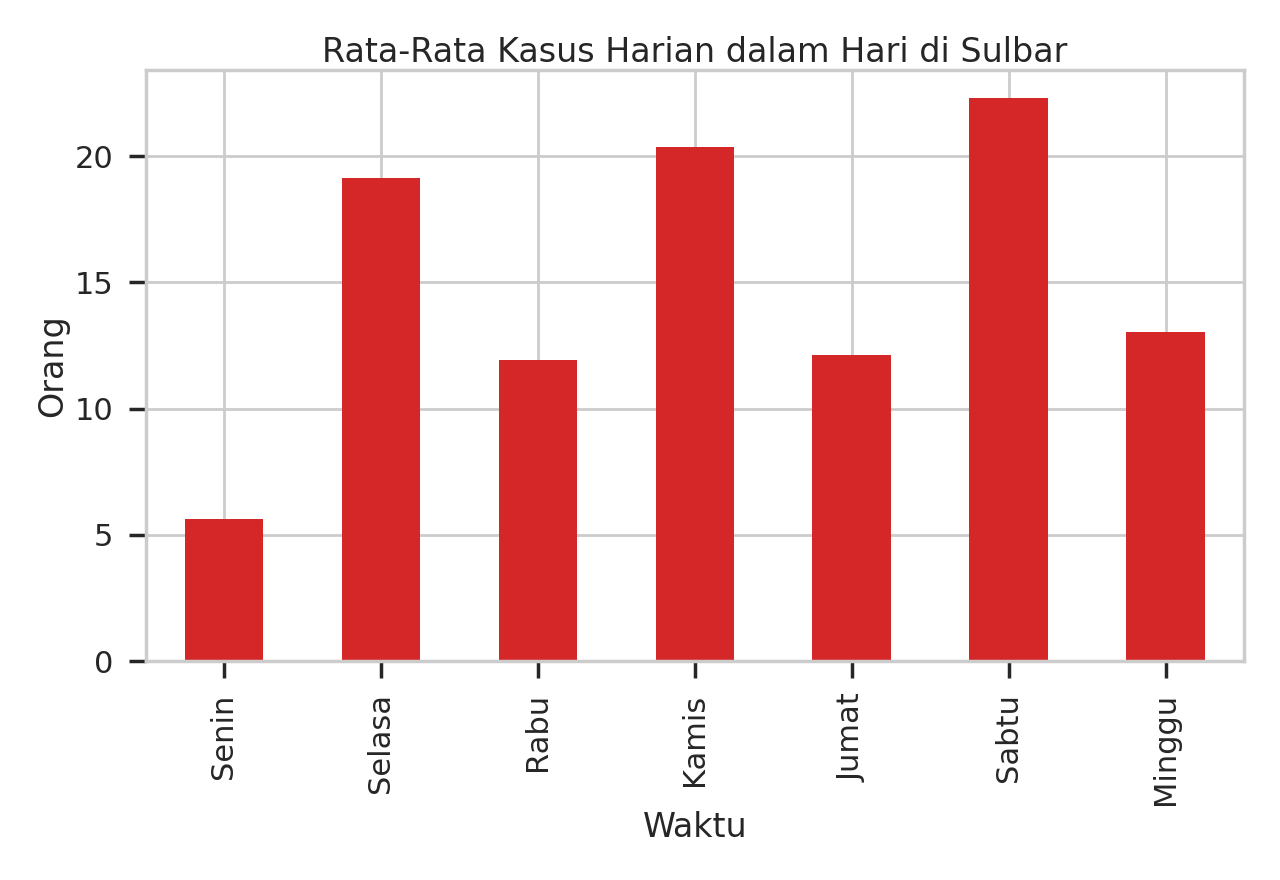 Rata-Rata Kasus Harian dalam Hari di Sulbar
Orang
20
15
10
5
0
Senin
Selasa
Rabu
Kamis
Jumat
Sabtu
Minggu
Waktu